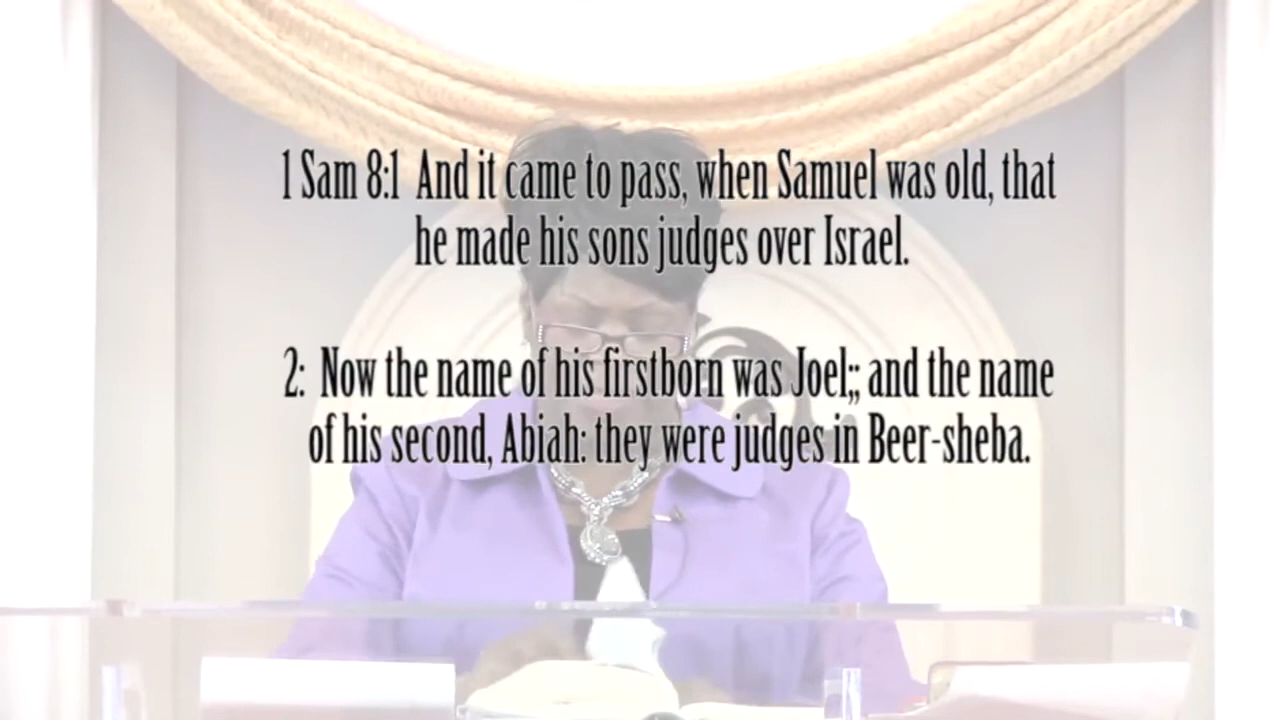 1 Sam 8:1 And it came to pass, when Samuel was old, that
he made his sons judges over Israel.
2: Now the name of his firstborn was Joel;; and the name
of his second, Abiah: they were judges in Beer-sheba.